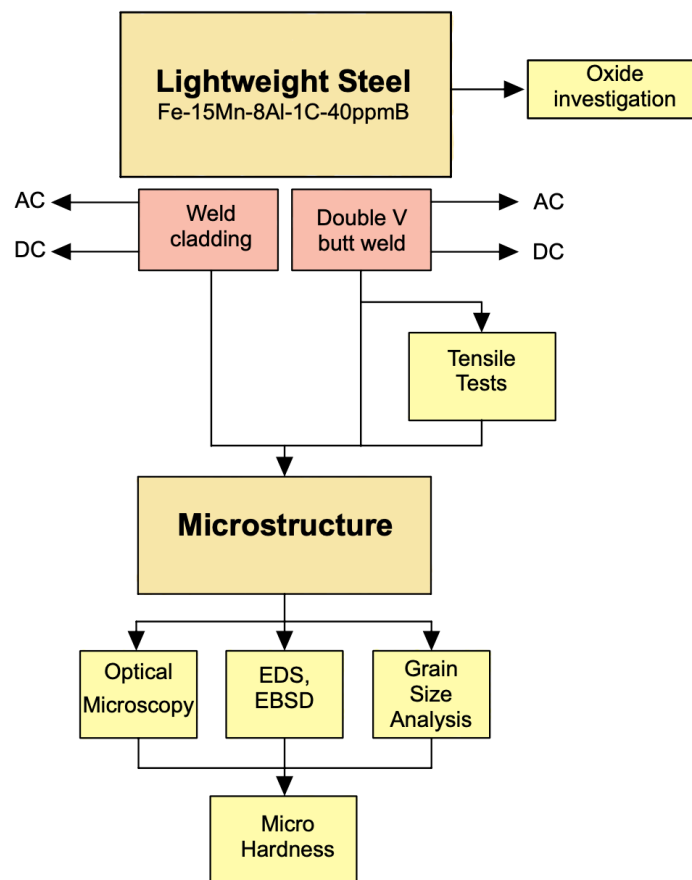 Lightweight Steel
Fe-15Mn-8Al-1C-40ppmB
Oxide
investigation
AC
DC
Weld
cladding
Double V
butt weld
AC
DC
Tensile
Tests
Microstructure
Optical
Microscopy
EDS,
EBSD
Grain
Size
Analysis
Micro
Hardness